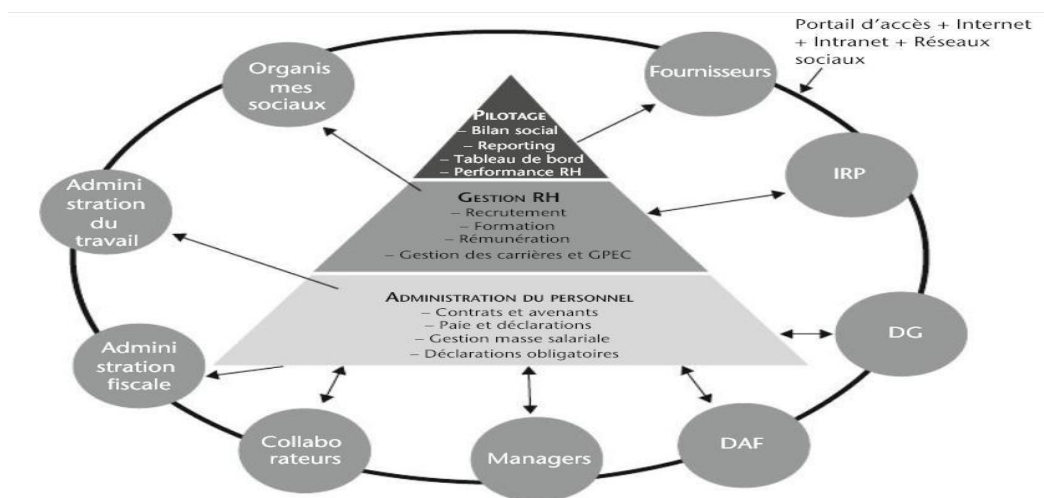 Portail d'accès + Internet
+ Intranet + Réseaux
sociaux
Organis
mes
sociaux
Fournisseurs
PILOTAGE
– Bilan social
– Reporting
– Tableau de bord
– Performance RH
IRP
Admini
stration
du
travail
GESTION RH
– Recrutement
– Formation
– Rémunération
– Gestion des carrières et GPEC
ADMINISTRATION DU PERSONNEL
– Contrats et avenants
– Paie et déclarations
– Gestion masse salariale
– Déclarations obligatoires
DG
Admini
stration
fiscale
Collabo
rateurs
Managers
DAF